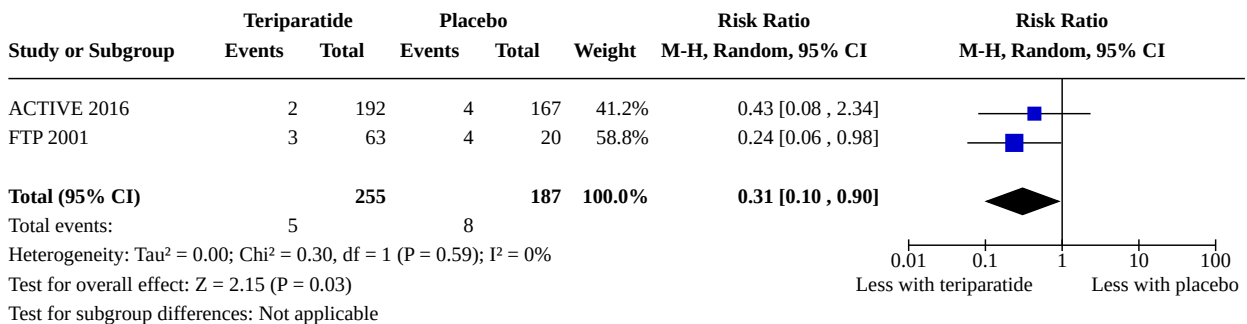 Teriparatide Placebo Risk Ratio Risk Ratio
Study or Subgroup Events Total Events Total Weight M-H, Random, 95% CI M-H, Random, 95% CI
ACTIVE 2016 2 192 4 167 41.2% 0.43 [0.08 , 2.34]
FTP 2001 3 63 4 20 58.8% 0.24 [0.06 , 0.98]
Total (95% CI) 255 187 100.0% 0.31 [0.10 , 0.90]
Total events: 5 8
Heterogeneity: Tau² = 0.00; Chi² = 0.30, df = 1 (P = 0.59); I² = 0%
0.01 0.1 1 10 100
Test for overall effect: Z = 2.15 (P = 0.03)
Less with teriparatide Less with placebo
Test for subgroup differences: Not applicable